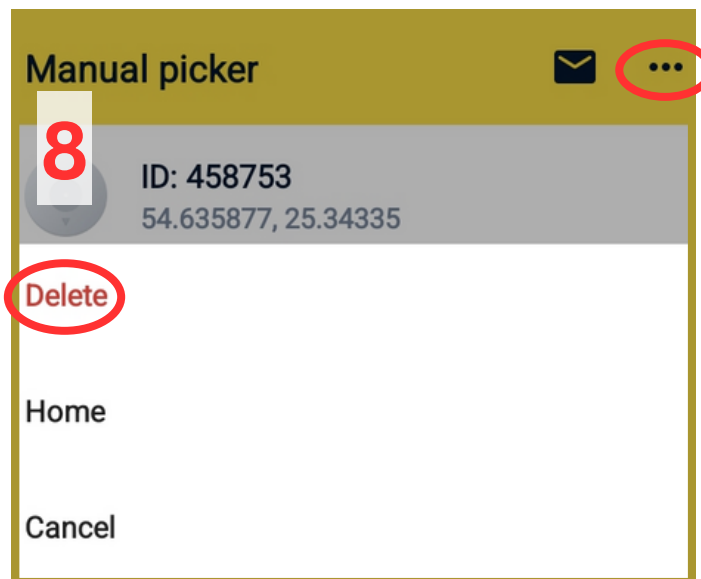 Manual picker
8
ID: 458753
54.635877, 25.34335
Delete
Home
Cancel